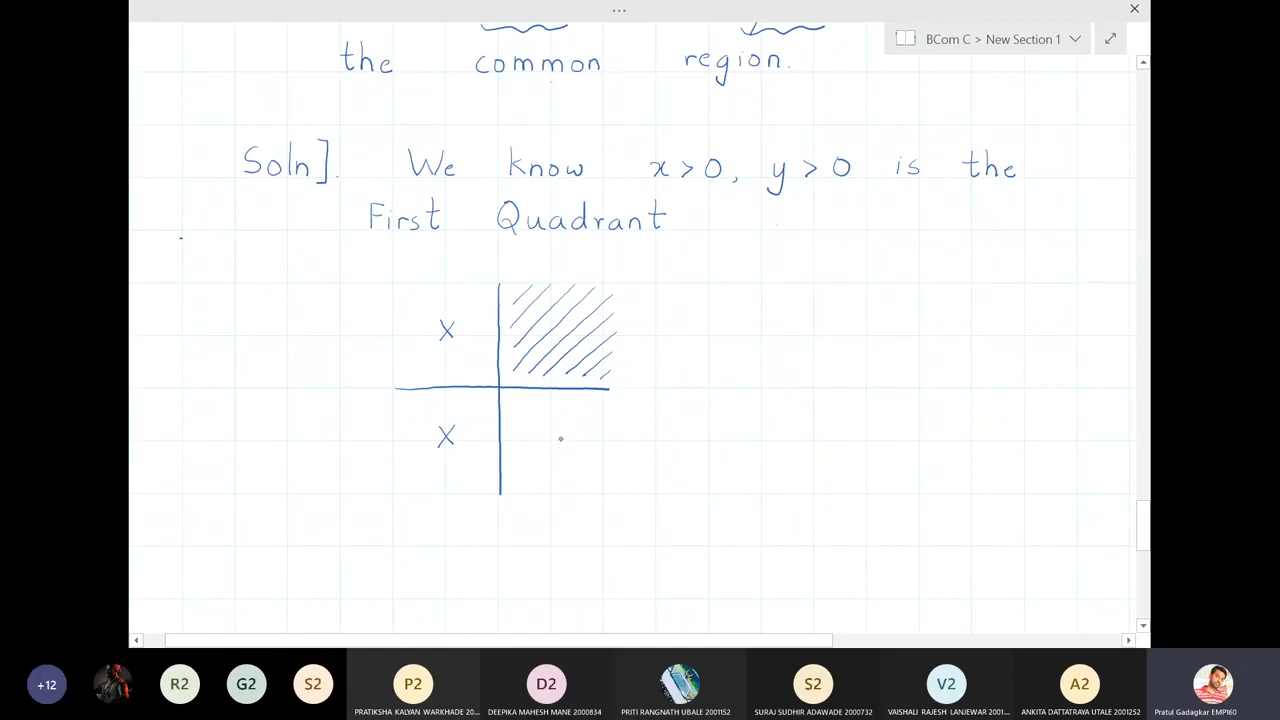 BCom C > New Section 1
the common region.
Soln]. We know x > 0, y > 0 is the
First Quadrant
X
X
+12
R2
G2
S2
P2
D2
S2
V2
A2
PRATIKSHA KALYAN WARKHADE 20...
DEEPIKA MAHESH MANE 2000834
PRITI RANGNATH UBALE 2001152
SURAJ SUDHIR ADAWADE 2000732
VAISHALI RAJESH LANJEWAR 2001...
ANKITA DATTATRAYA UTALE 2001252
Pratul Gadagkar EMP160